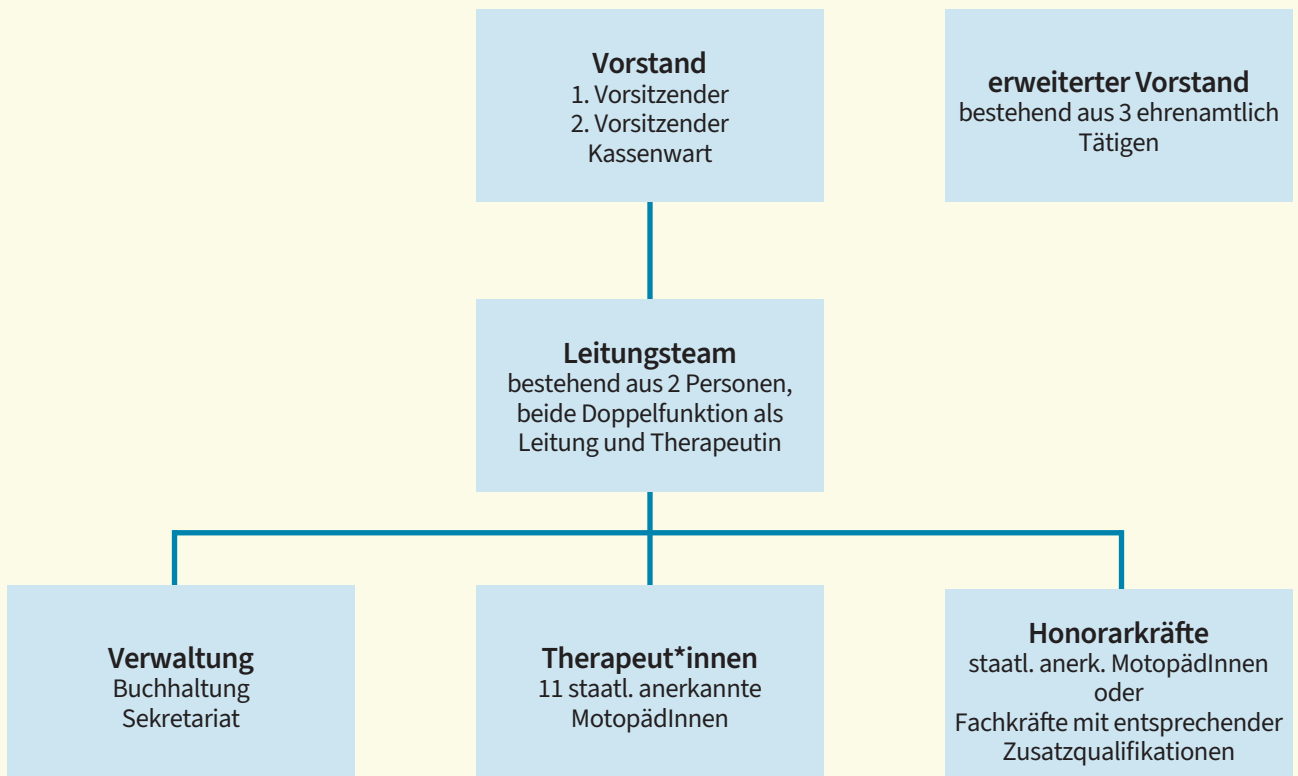 Vorstand
1. Vorsitzender
2. Vorsitzender
Kassenwart
erweiterter Vorstand
bestehend aus 3 ehrenamtlich
Tätigen
Leitungsteam
bestehend aus 2 Personen,
beide Doppelfunktion als
Leitung und Therapeutin
Verwaltung
Buchhaltung
Sekretariat
Therapeut*innen
11 staatl. anerkannte
MotopädInnen
Honorarkräfte
staatl. anerk. MotopädInnen
oder
Fachkräfte mit entsprechender
Zusatzqualifikationen